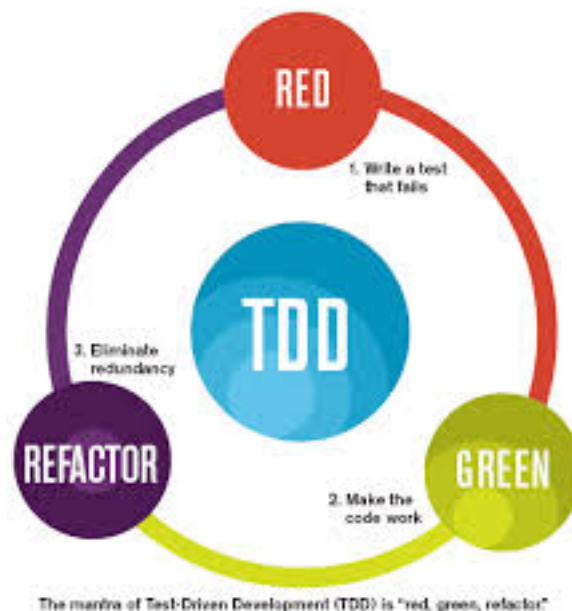 RED
1. Write a test
that fails
TDD
3. Eliminate
redundancy
REFACTOR
GREEN
2. Make the
code work
The mantra of Test-Driven Development (TDD) is "red, green, refactor"